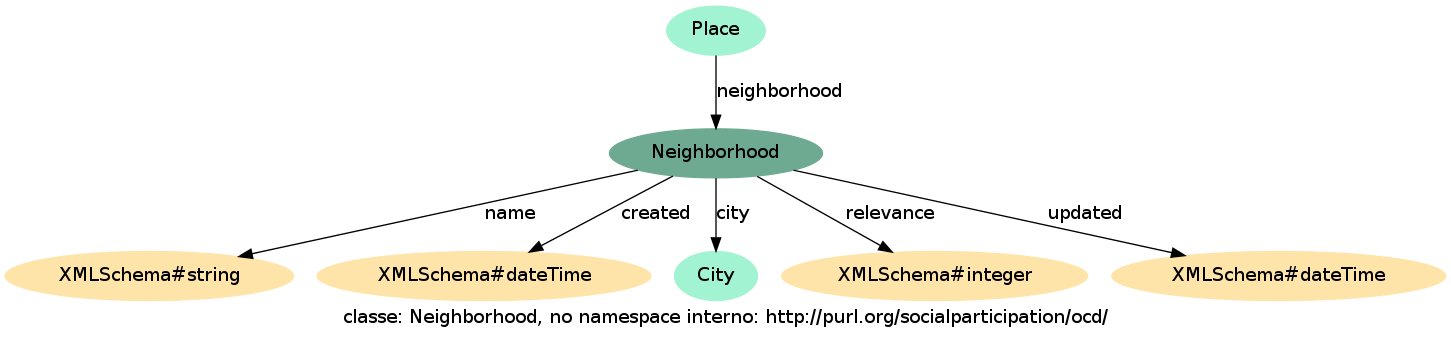 Place
neighborhood
Neighborhood
name created city relevance updated
XMLSchema#string XMLSchema#dateTime City XMLSchema#integer XMLSchema#dateTime
classe: Neighborhood, no namespace interno: http://purl.org/socialparticipation/ocd/